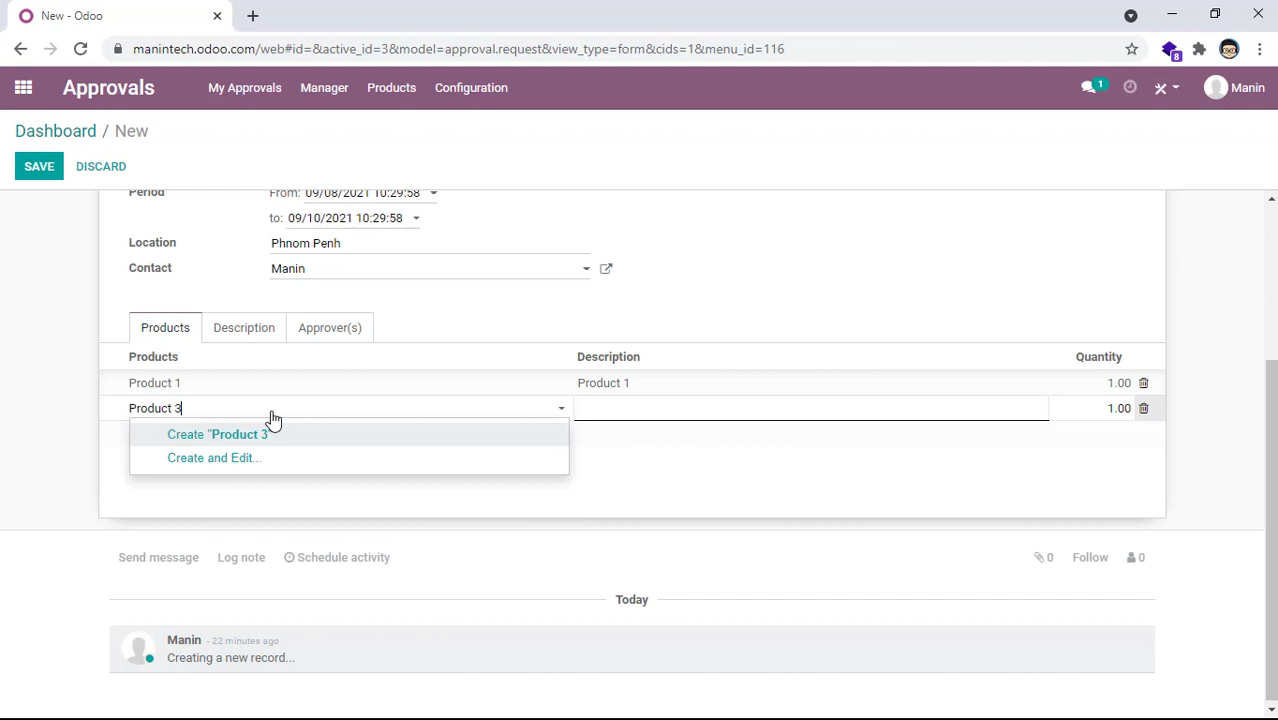 New - Odoo
manintech.odoo.com/web#id=&active_id=3&model=approval.request&view_type=form&cids=1&menu_id=116
8
Approvals My Approvals Manager Products Configuration 1 Manin
Dashboard / New
SAVE DISCARD
Period From: 09/08/2021 10:29:58
to: 09/10/2021 10:29:58
Location Phnom Penh
Contact Manin
Products Description Approver(s)
Products Description Quantity
Product 1 Product 1 1.00
Product 3 1.00
Create "Product 3"
Create and Edit...
Send message Log note Schedule activity 0 Follow 0
Today
Manin - 22 minutes ago
Creating a new record...